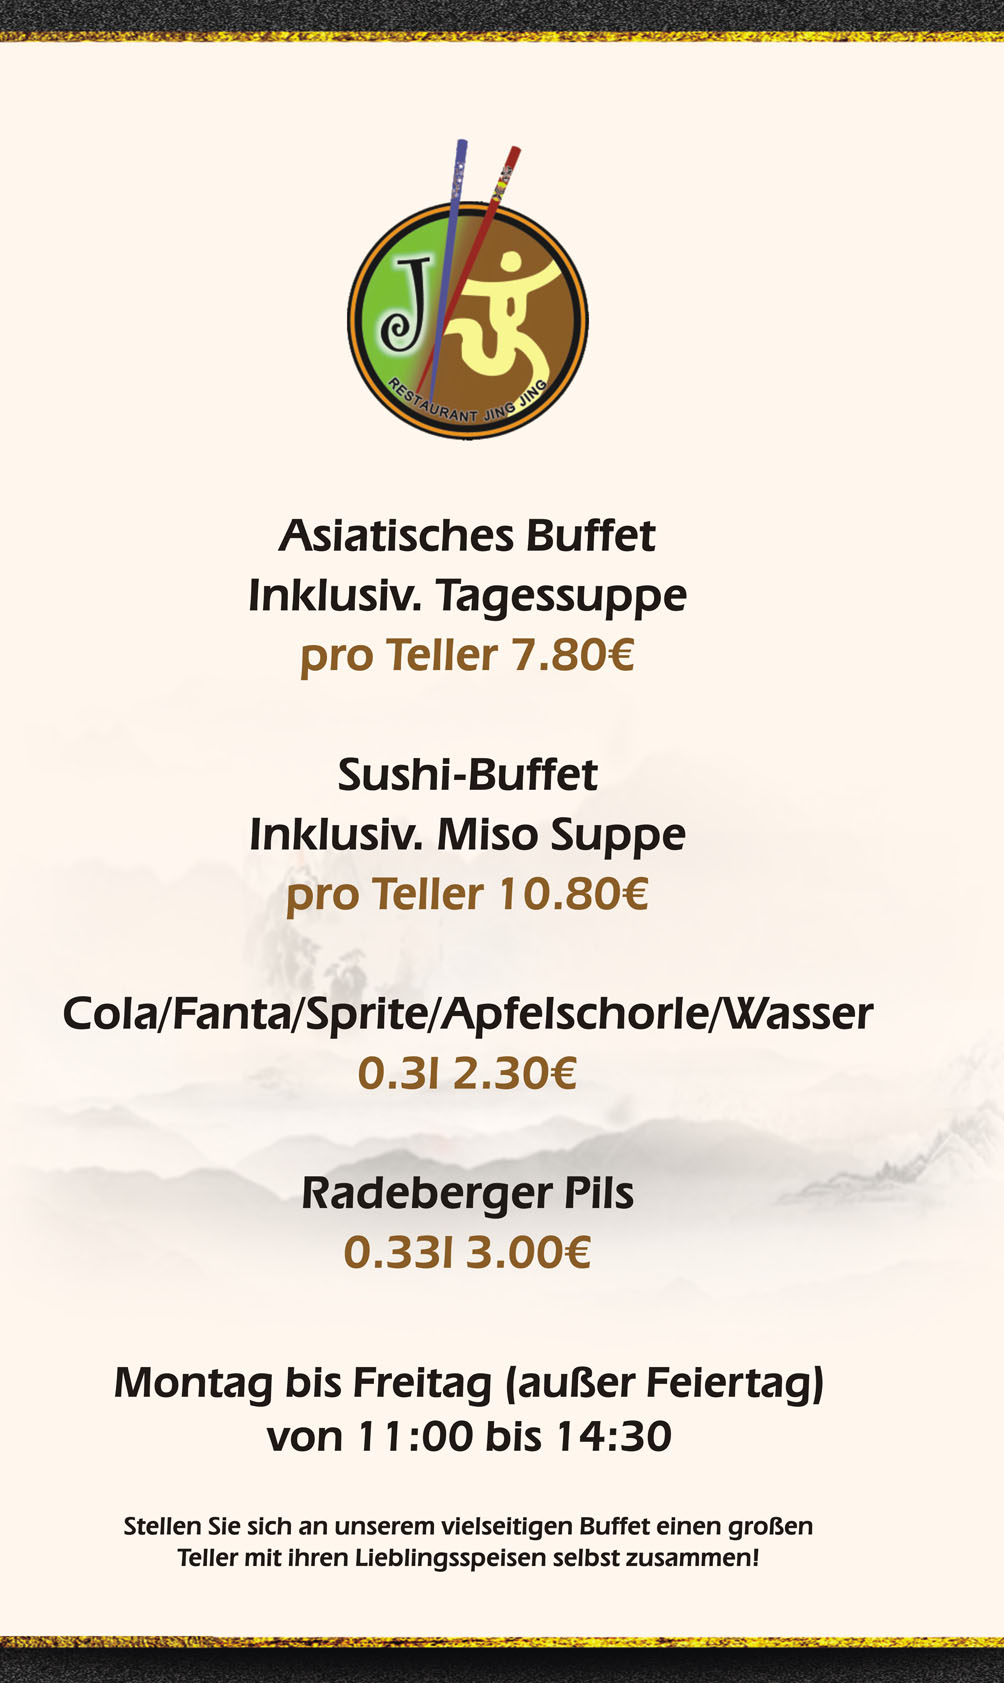 J
RESTAURANT JING JING
Asiatisches Buffet
Inklusiv. Tagessuppe
pro Teller 7.80€
Sushi-Buffet
Inklusiv. Miso Suppe
pro Teller 10.80€
Cola/Fanta/Sprite/Apfelschorle/Wasser
0.3l 2.30€
Radeberger Pils
0.33l 3.00€
Montag bis Freitag (außer Feiertag)
von 11:00 bis 14:30
Stellen Sie sich an unserem vielseitigen Buffet einen großen
Teller mit ihren Lieblingsspeisen selbst zusammen!